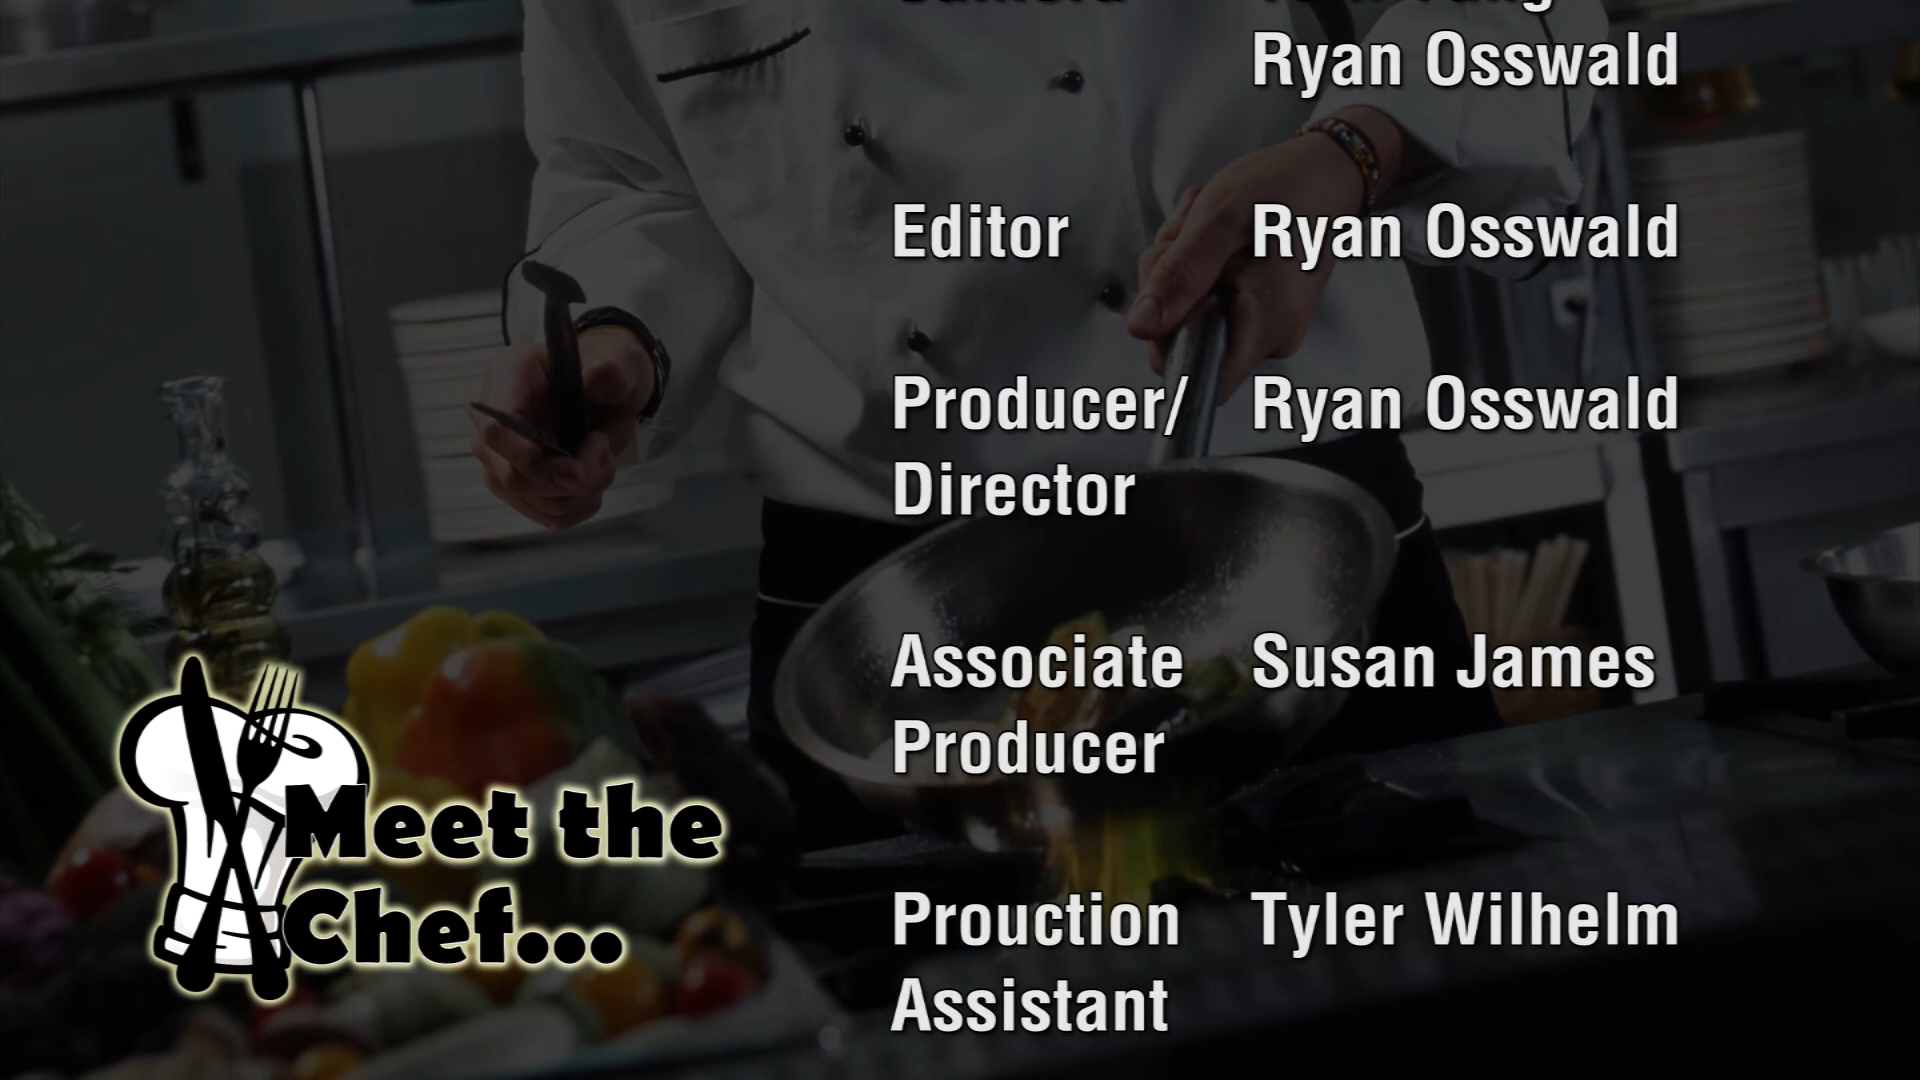 Ryan Osswald
Editor Ryan Osswald
Producer/ Ryan Osswald
Director
Associate Susan James
Producer
Prouction Tyler Wilhelm
Assistant
Meet the
Chef...